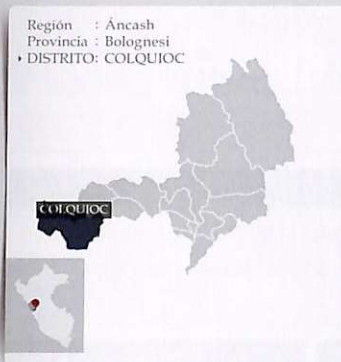 Región : Áncash
Provincia : Bolognesi
DISTRITO: COLQUIOC
COLQUIOC